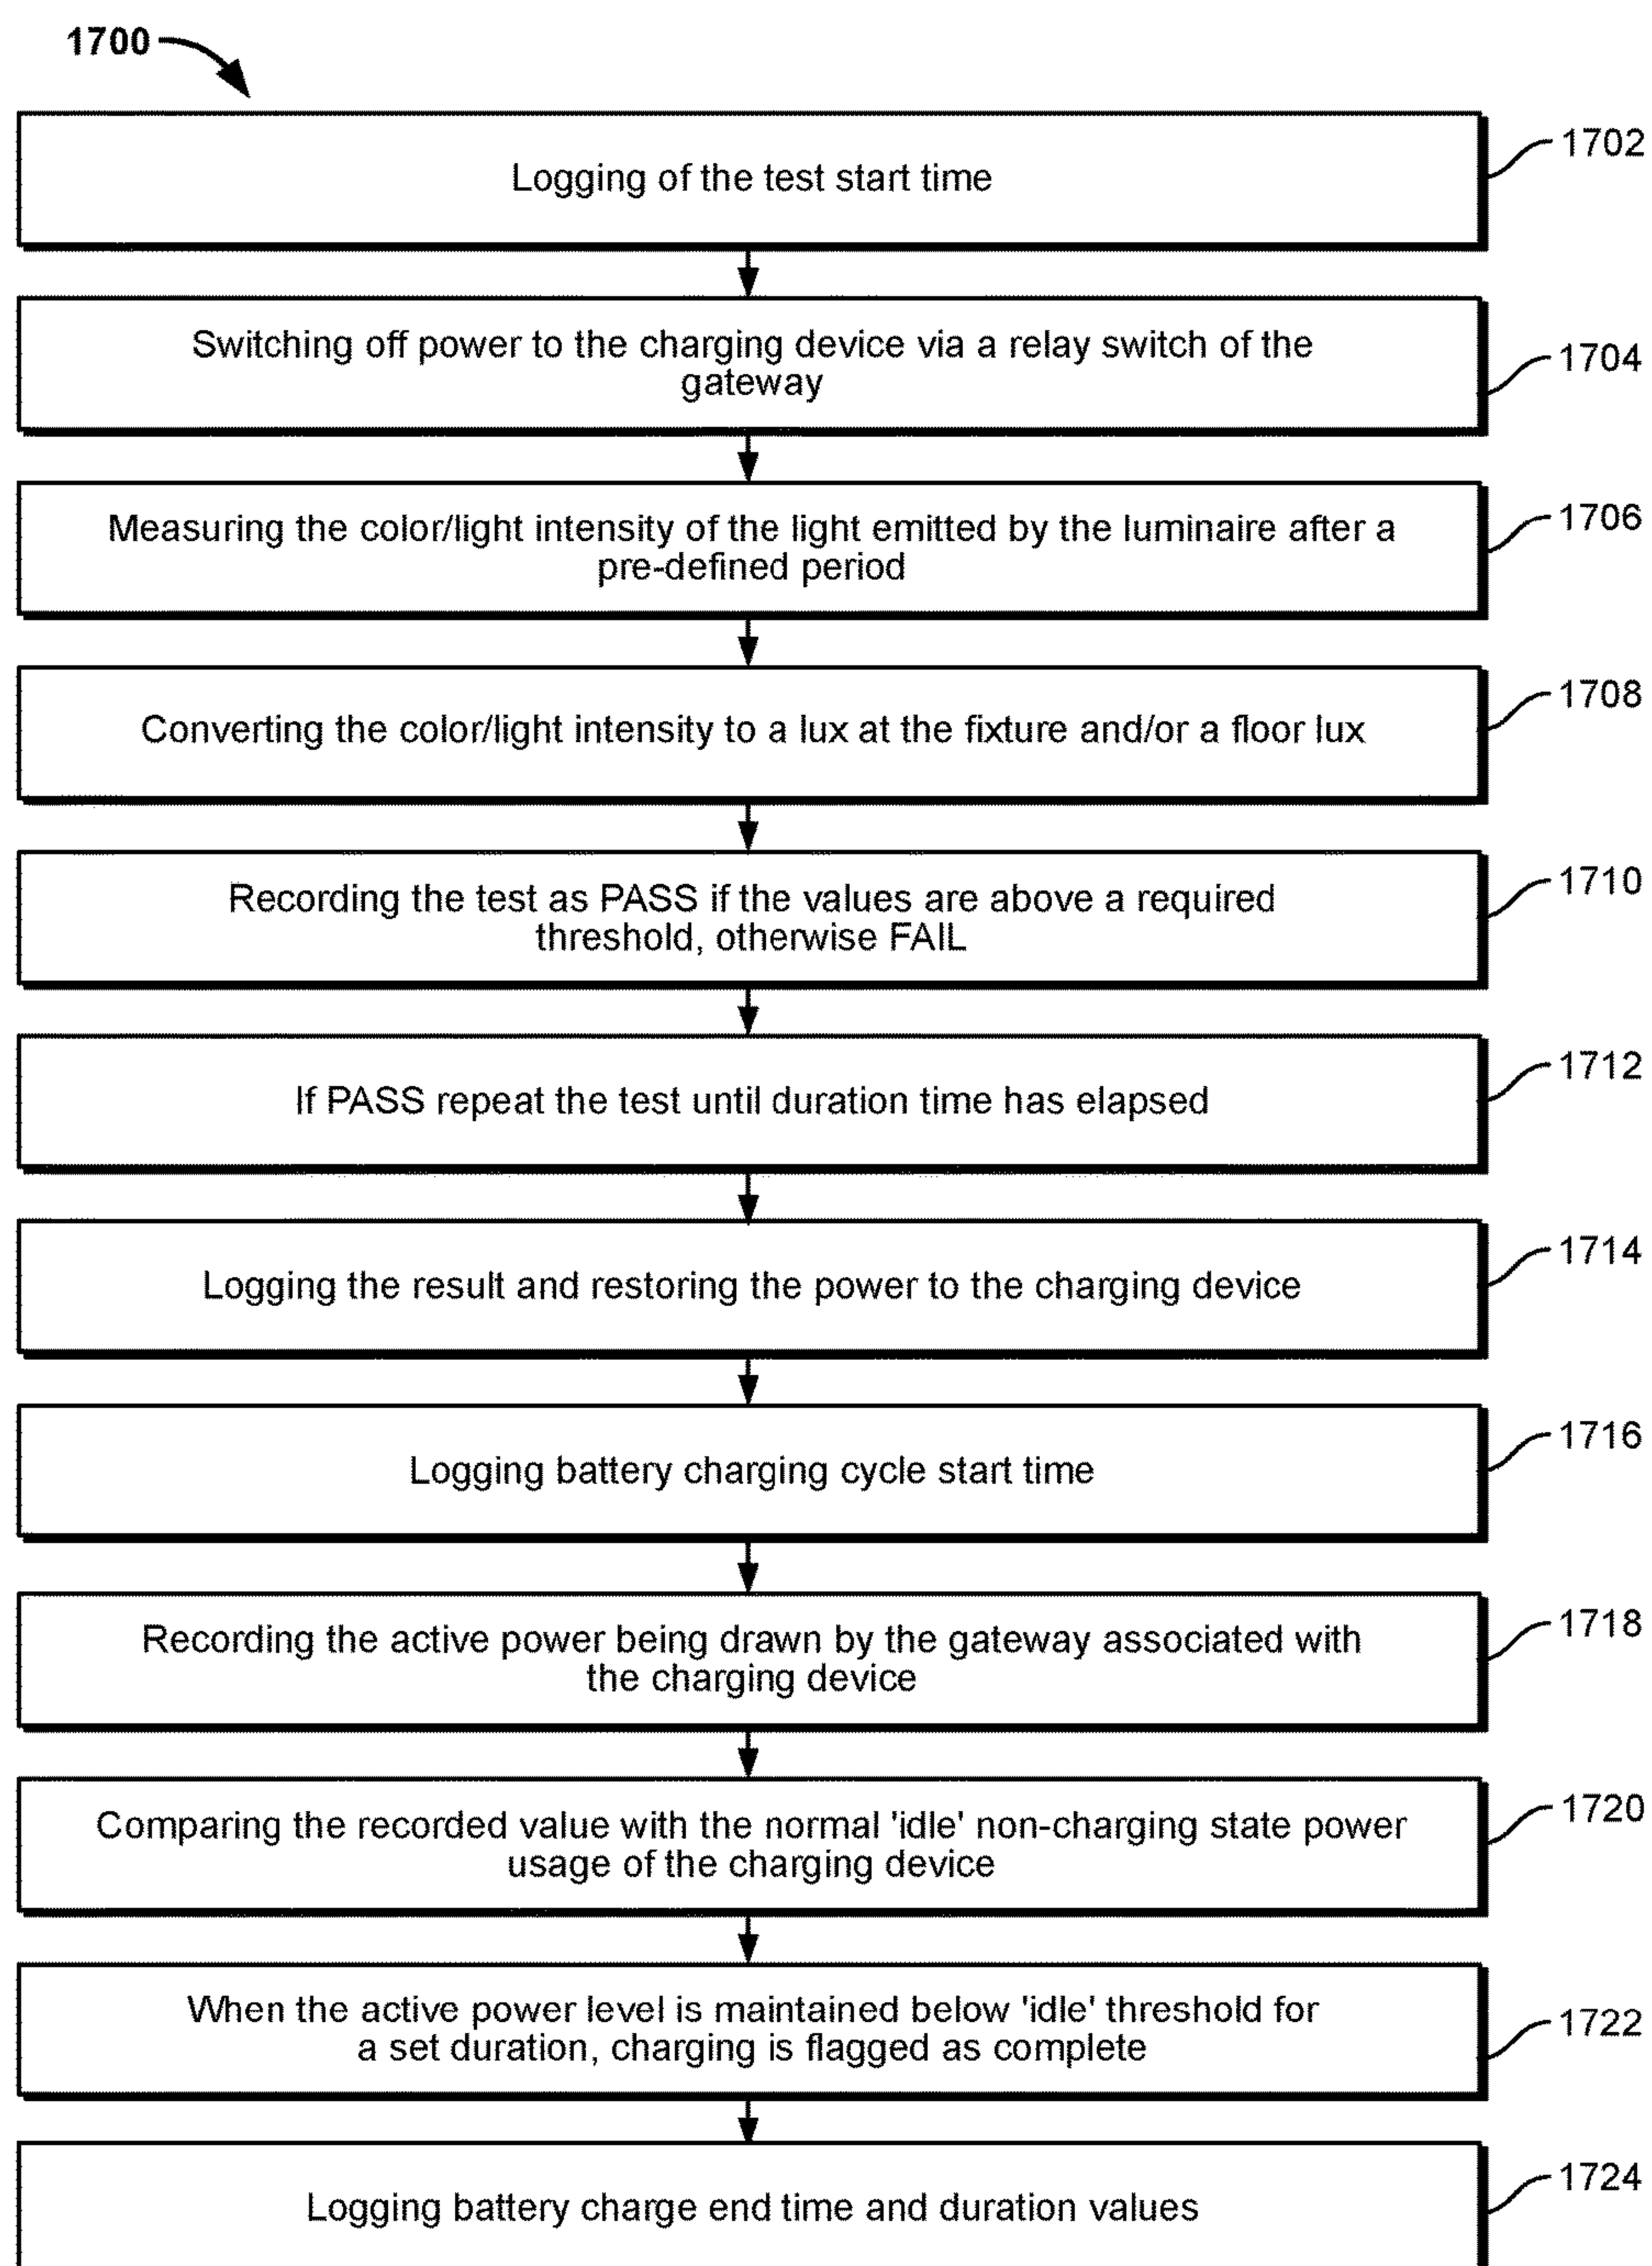 1700
Logging of the test start time
1702
Switching off power to the charging device via a relay switch of the
gateway
1704
Measuring the color/light intensity of the light emitted by the luminaire after a
pre-defined period
1706
Converting the color/light intensity to a lux at the fixture and/or a floor lux
1708
Recording the test as PASS if the values are above a required
threshold, otherwise FAIL
1710
If PASS repeat the test until duration time has elapsed
1712
Logging the result and restoring the power to the charging device
1714
Logging battery charging cycle start time
1716
Recording the active power being drawn by the gateway associated with
the charging device
1718
Comparing the recorded value with the normal 'idle' non-charging state power
usage of the charging device
1720
When the active power level is maintained below 'idle' threshold for
a set duration, charging is flagged as complete
1722
Logging battery charge end time and duration values
1724